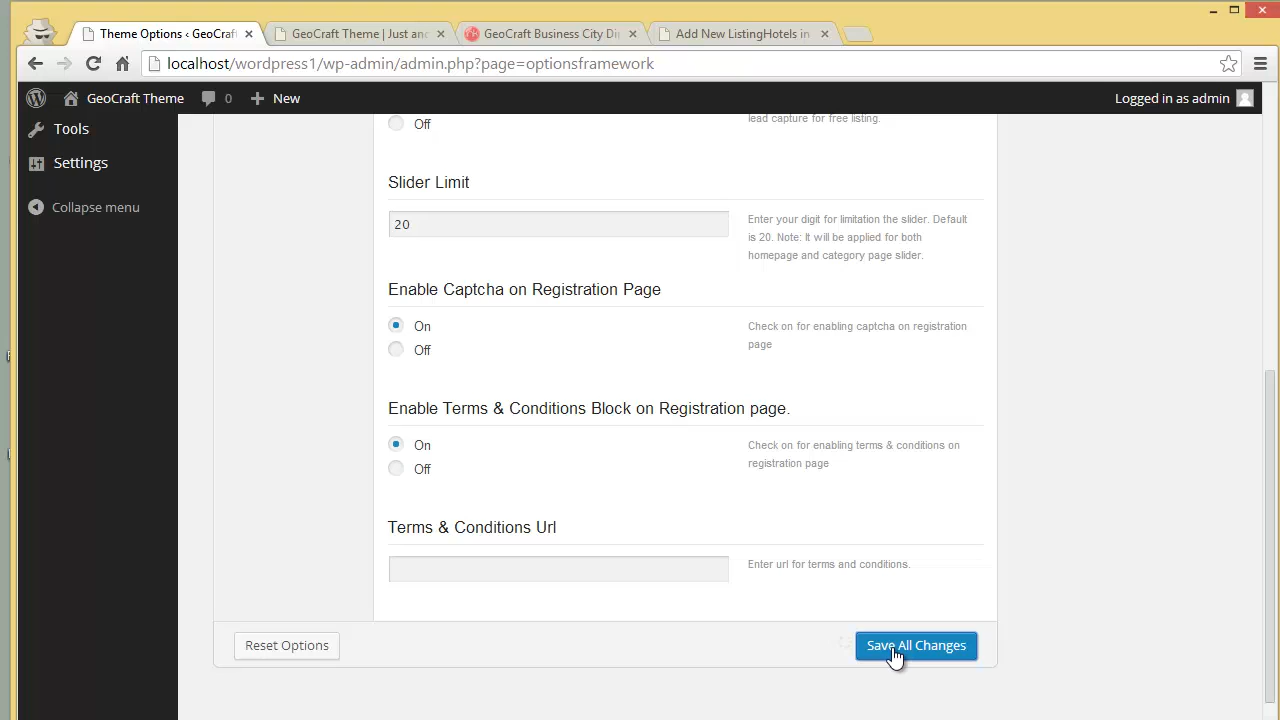 Theme Options ‹ GeoCraf
GeoCraft Theme | Just an
GeoCraft Business City Di
Add New ListingHotels in
localhost/wordpress1/wp-admin/admin.php?page=optionsframework
GeoCraft Theme
0
New
Logged in as admin
Tools
Settings
Collapse menu
Off
lead capture for free listing.
Slider Limit
20
Enter your digit for limitation the slider. Default
is 20. Note: It will be applied for both
homepage and category page slider.
Enable Captcha on Registration Page
On
Off
Check on for enabling captcha on registration
page
Enable Terms & Conditions Block on Registration page.
On
Off
Check on for enabling terms & conditions on
registration page
Terms & Conditions Url
Enter url for terms and conditions.
Reset Options
Save All Changes